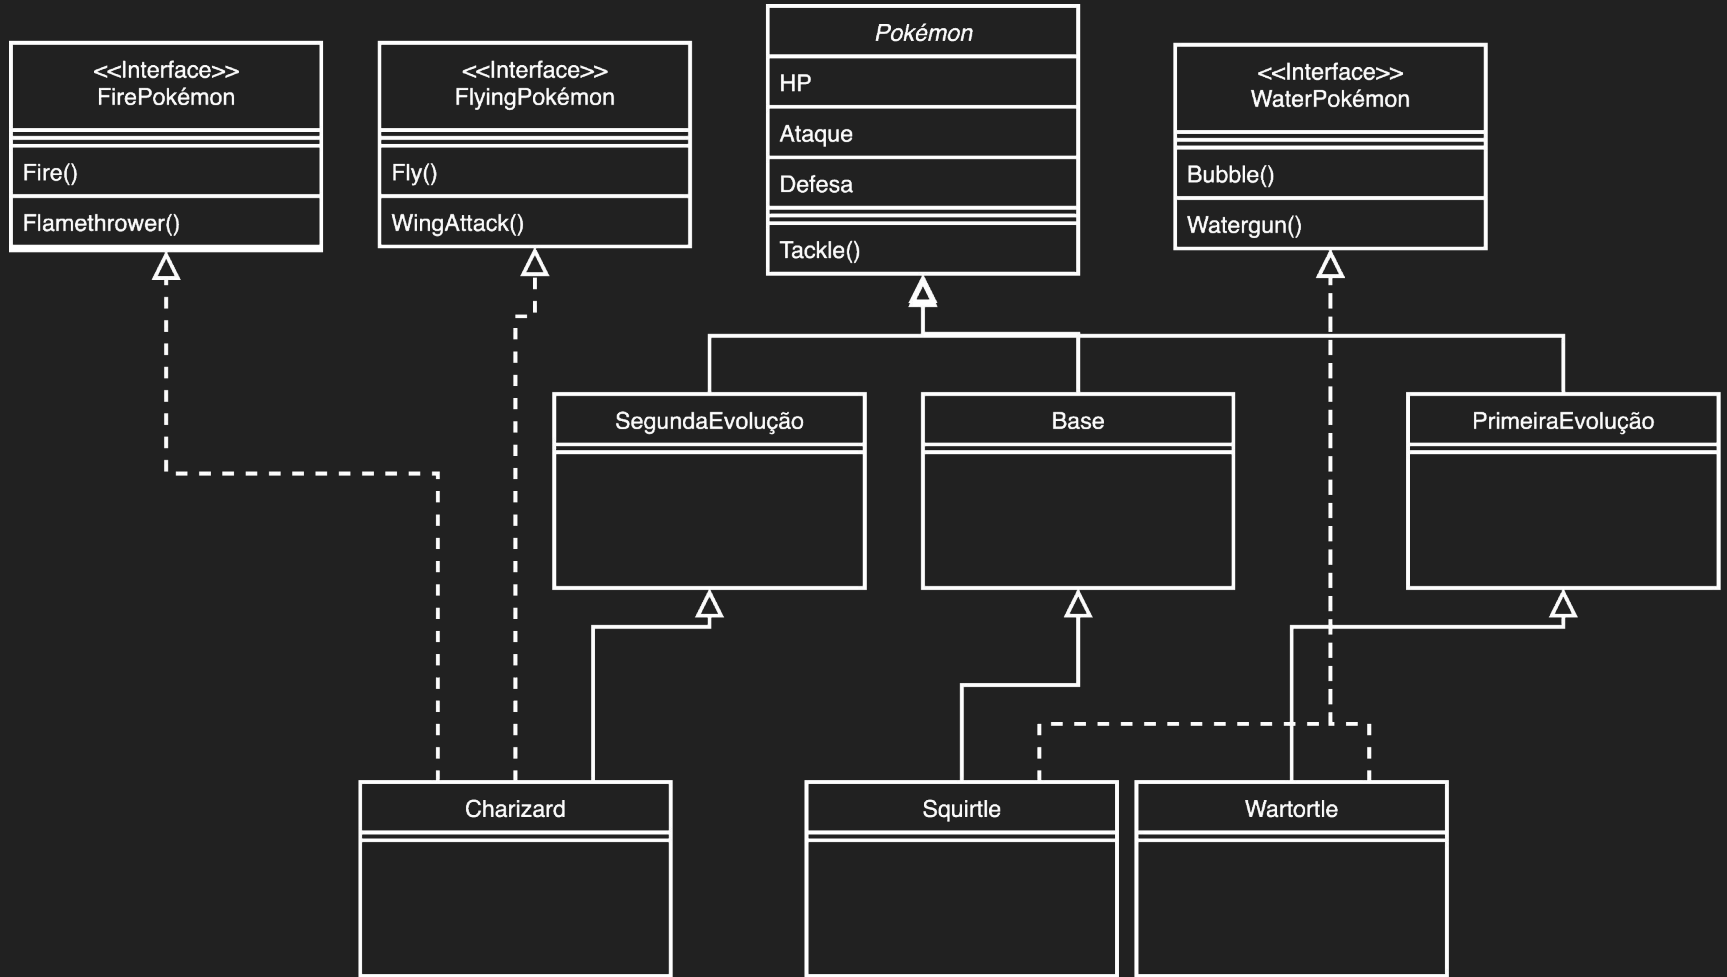 <<Interface>>
FirePokémon
Fire()
Flamethrower()
<<Interface>>
FlyingPokémon
Fly()
WingAttack()
Pokémon
HP
Ataque
Defesa
Tackle()
<<Interface>>
WaterPokémon
Bubble()
Watergun()
SegundaEvolução
Base
PrimeiraEvolução
Charizard
Squirtle
Wartortle